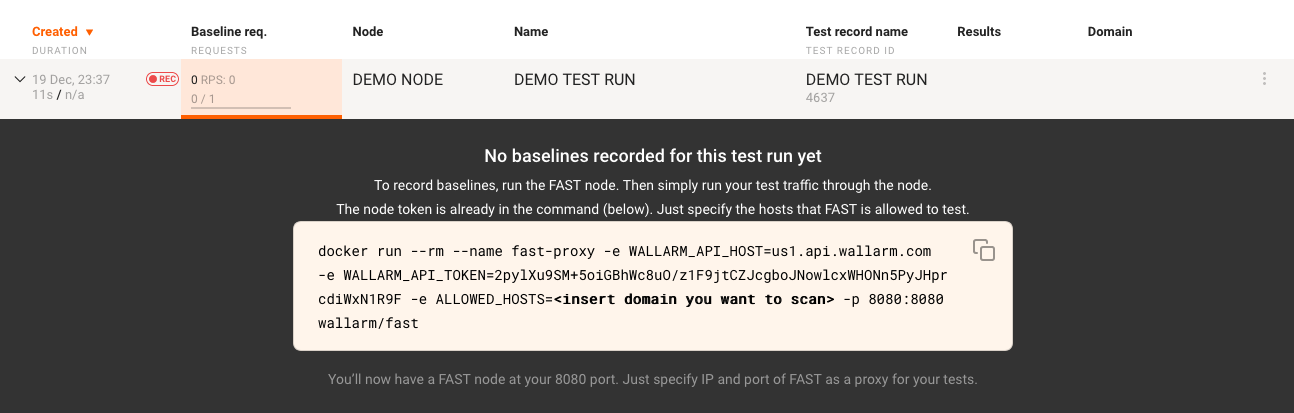 Created ▼ Baseline req. Node Name Test record name Results Domain
DURATION REQUESTS TEST RECORD ID
19 Dec, 23:37 REC 0 RPS: 0 DEMO NODE DEMO TEST RUN DEMO TEST RUN
11s / n/a 0 / 1 4637
No baselines recorded for this test run yet
To record baselines, run the FAST node. Then simply run your test traffic through the node.
The node token is already in the command (below). Just specify the hosts that FAST is allowed to test.
docker run --rm --name fast-proxy -e WALLARM_API_HOST=us1.api.wallarm.com
-e WALLARM_API_TOKEN=2pylXu9SM+5oiGBhWc8uO/z1F9jtCZJcgboJNowlcxWHONn5PyJHpr
cdiWxN1R9F -e ALLOWED_HOSTS=<insert domain you want to scan> -p 8080:8080
wallarm/fast
You'll now have a FAST node at your 8080 port. Just specify IP and port of FAST as a proxy for your tests.